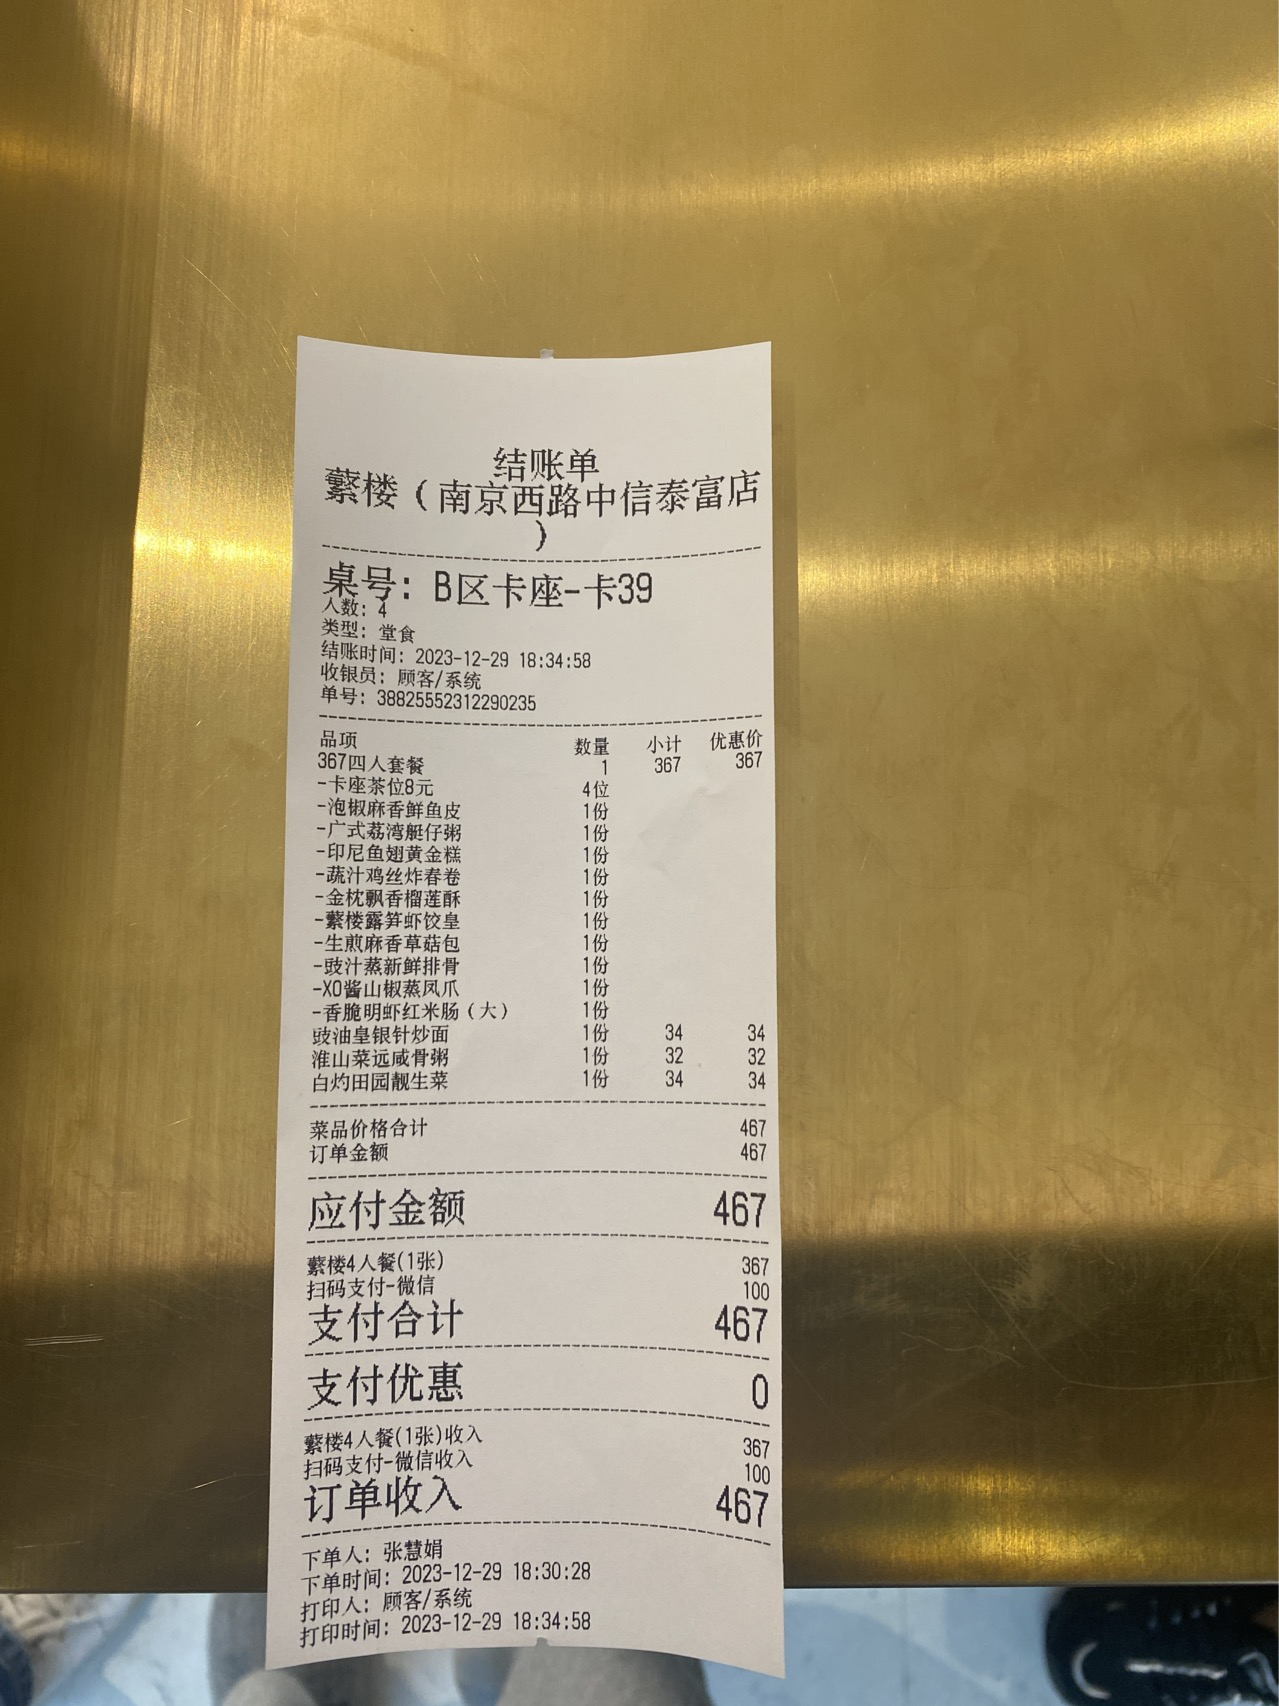 结账单
蘩楼（南京西路中信泰富店
）
桌号：B区卡座-卡39
人数：4
类型：堂食
结账时间：2023-12-29 18:34:58
收银员：顾客/系统
单号：38825552312290235
品项 数量 小计 优惠价
367四人套餐 1 367 367
-卡座茶位8元 4位
-泡椒麻香鲜鱼皮 1份
-广式荔湾艇仔粥 1份
-印尼鱼翅黄金糕 1份
-蔬汁鸡丝炸春卷 1份
-金枕飘香榴莲酥 1份
-蘩楼露笋虾饺皇 1份
-生煎麻香草菇包 1份
-豉汁蒸新鲜排骨 1份
-XO酱山椒蒸凤爪 1份
-香脆明虾红米肠（大） 1份
豉油皇银针炒面 1份 34 34
淮山菜远咸骨粥 1份 32 32
白灼田园靓生菜 1份 34 34
菜品价格合计 467
订单金额 467
应付金额 467
蘩楼4人餐(1张) 367
扫码支付-微信 100
支付合计 467
支付优惠 0
蘩楼4人餐(1张)收入 367
扫码支付-微信收入 100
订单收入 467
下单人：张慧娟
下单时间：2023-12-29 18:30:28
打印人：顾客/系统
打印时间：2023-12-29 18:34:58